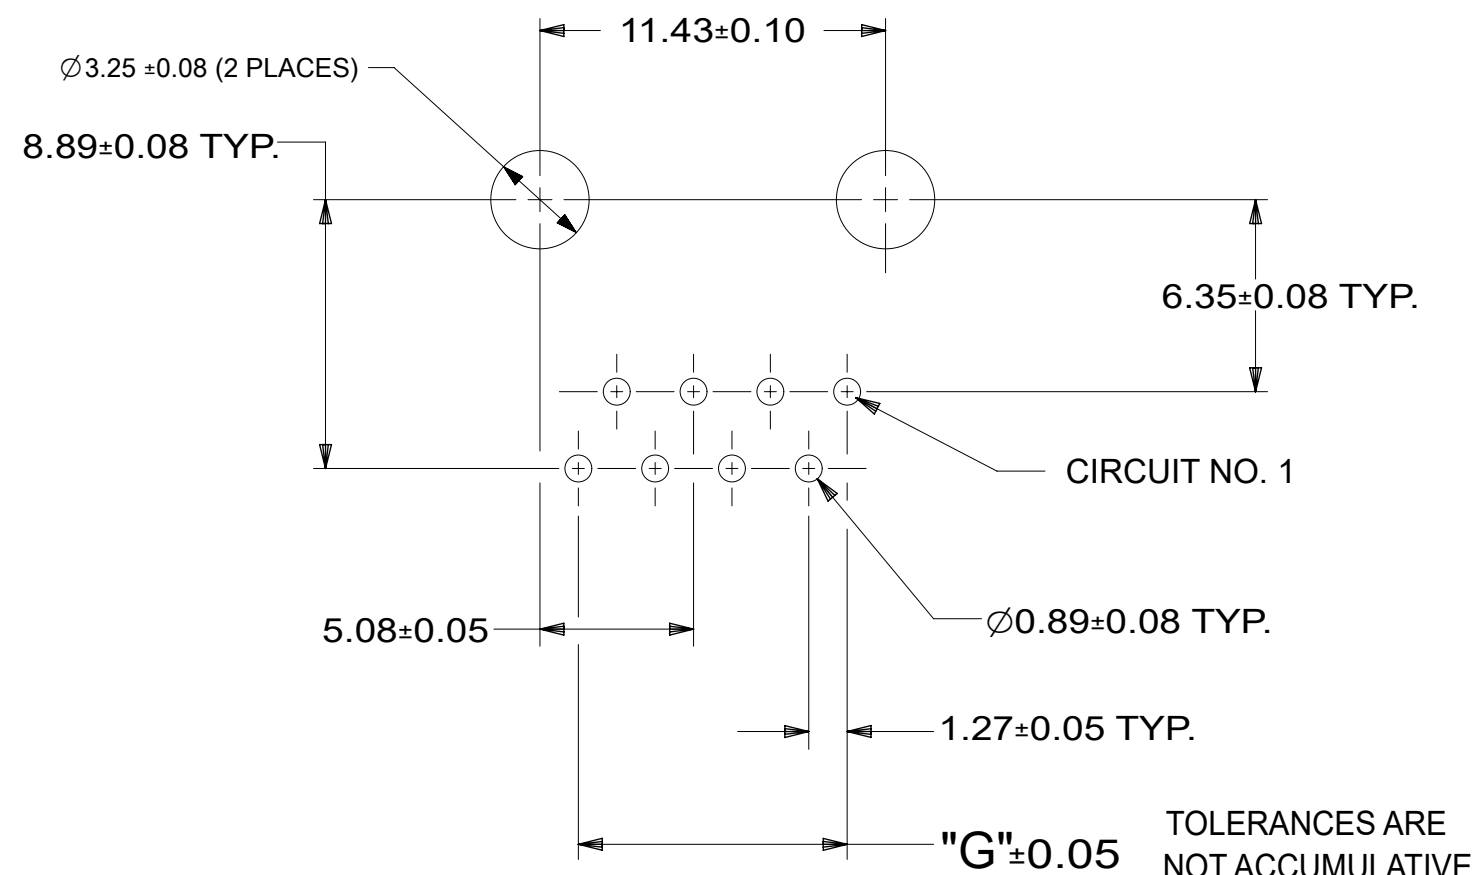 11.43±0.10
∅3.25 ±0.08 (2 PLACES)
8.89±0.08 TYP.
6.35±0.08 TYP.
CIRCUIT NO. 1
5.08±0.05
∅0.89±0.08 TYP.
1.27±0.05 TYP.
"G"±0.05
TOLERANCES ARE
NOT ACCUMULATIVE